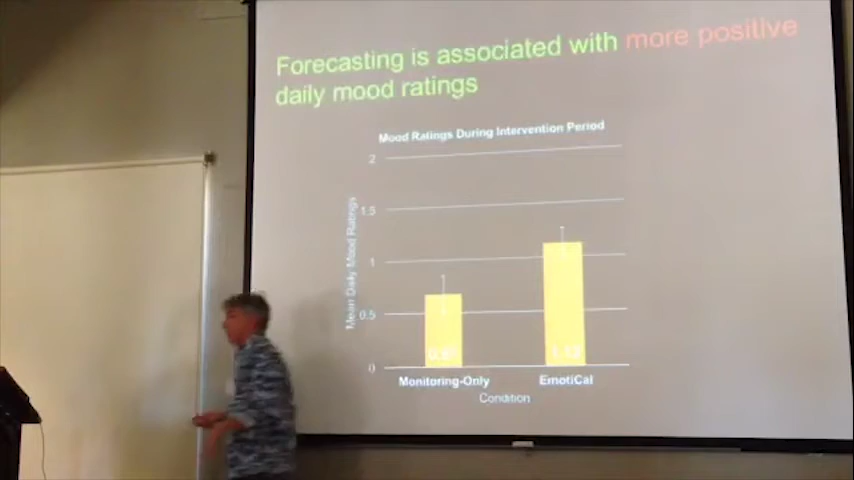 Forecasting is associated with more positive
daily mood ratings
Mood Ratings During Intervention Period
2
1.5
1
0.5
0
Mean Daily Mood Ratings
Monitoring-Only
EmotiCal
Condition